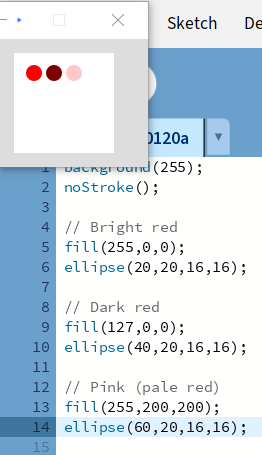 Sketch
De
0120a
1 background(255);
2 noStroke();
3
4 // Bright red
5 fill(255,0,0);
6 ellipse(20,20,16,16);
7
8 // Dark red
9 fill(127,0,0);
10 ellipse(40,20,16,16);
11
12 // Pink (pale red)
13 fill(255,200,200);
14 ellipse(60,20,16,16);
15